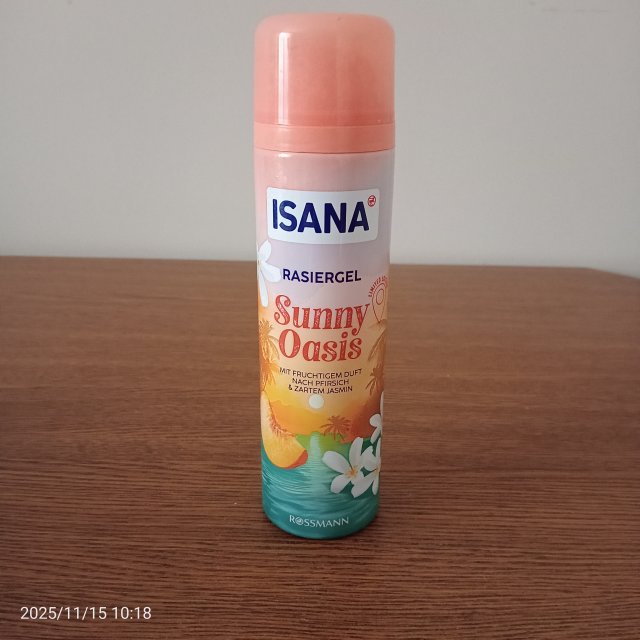 ISANA
RASIERGEL
Sunny
Oasis
MIT FRUCHTIGEM DUFT
NACH PFIRSICH
& ZARTEM JASMIN
ROSSMANN
2025/11/15 10:18